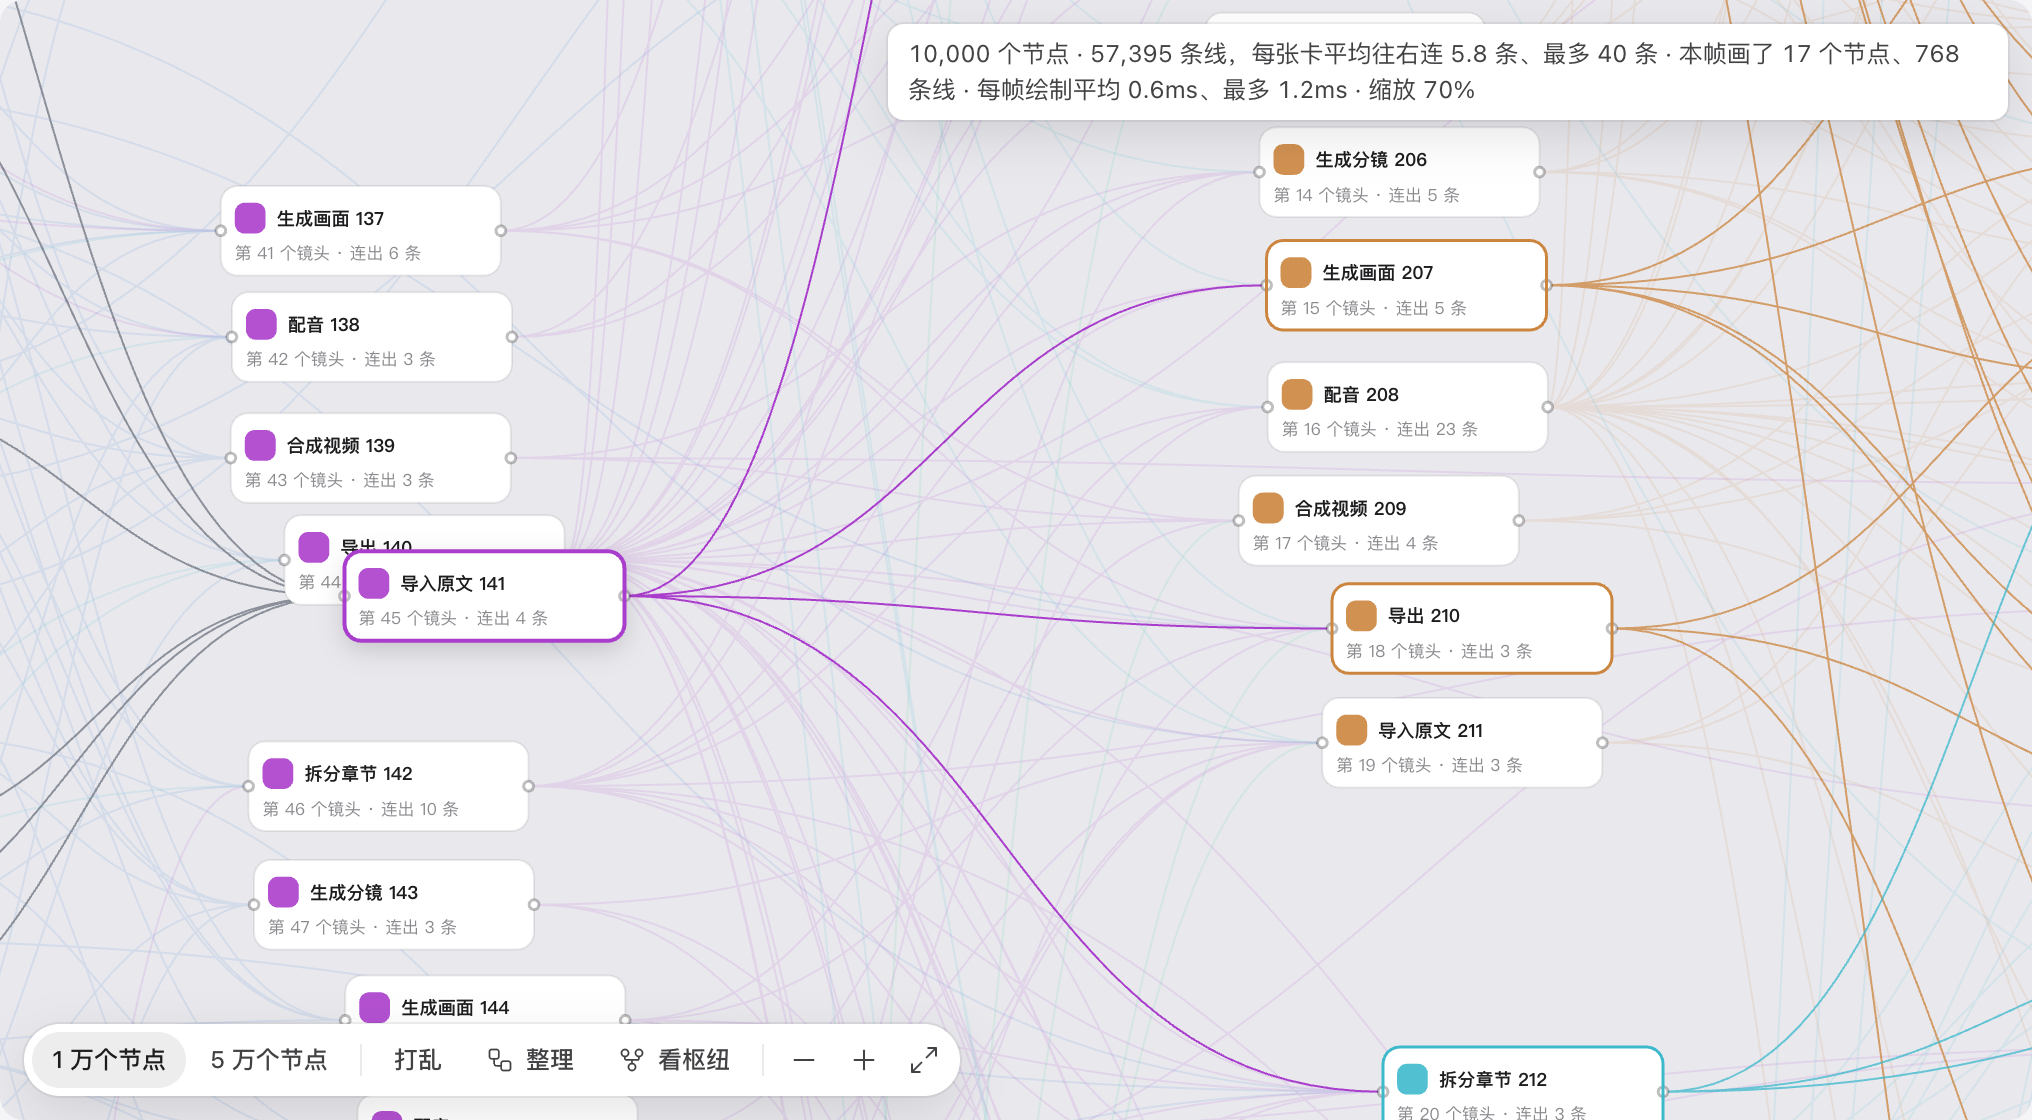 10,000 个节点 · 57,395 条线，每张卡平均往右连 5.8 条、最多 40 条 · 本帧画了 17 个节点、768
条线 · 每帧绘制平均 0.6ms、最多 1.2ms · 缩放 70%
生成画面 137
第 41 个镜头 · 连出 6 条
配音 138
第 42 个镜头 · 连出 3 条
合成视频 139
第 43 个镜头 · 连出 3 条
导出 140
第 44
导入原文 141
第 45 个镜头 · 连出 4 条
拆分章节 142
第 46 个镜头 · 连出 10 条
生成分镜 143
第 47 个镜头 · 连出 3 条
生成画面 144
生成分镜 206
第 14 个镜头 · 连出 5 条
生成画面 207
第 15 个镜头 · 连出 5 条
配音 208
第 16 个镜头 · 连出 23 条
合成视频 209
第 17 个镜头 · 连出 4 条
导出 210
第 18 个镜头 · 连出 3 条
导入原文 211
第 19 个镜头 · 连出 3 条
拆分章节 212
第 20 个镜头 · 连出 3 条
1 万个节点 5 万个节点 打乱 整理 看枢纽